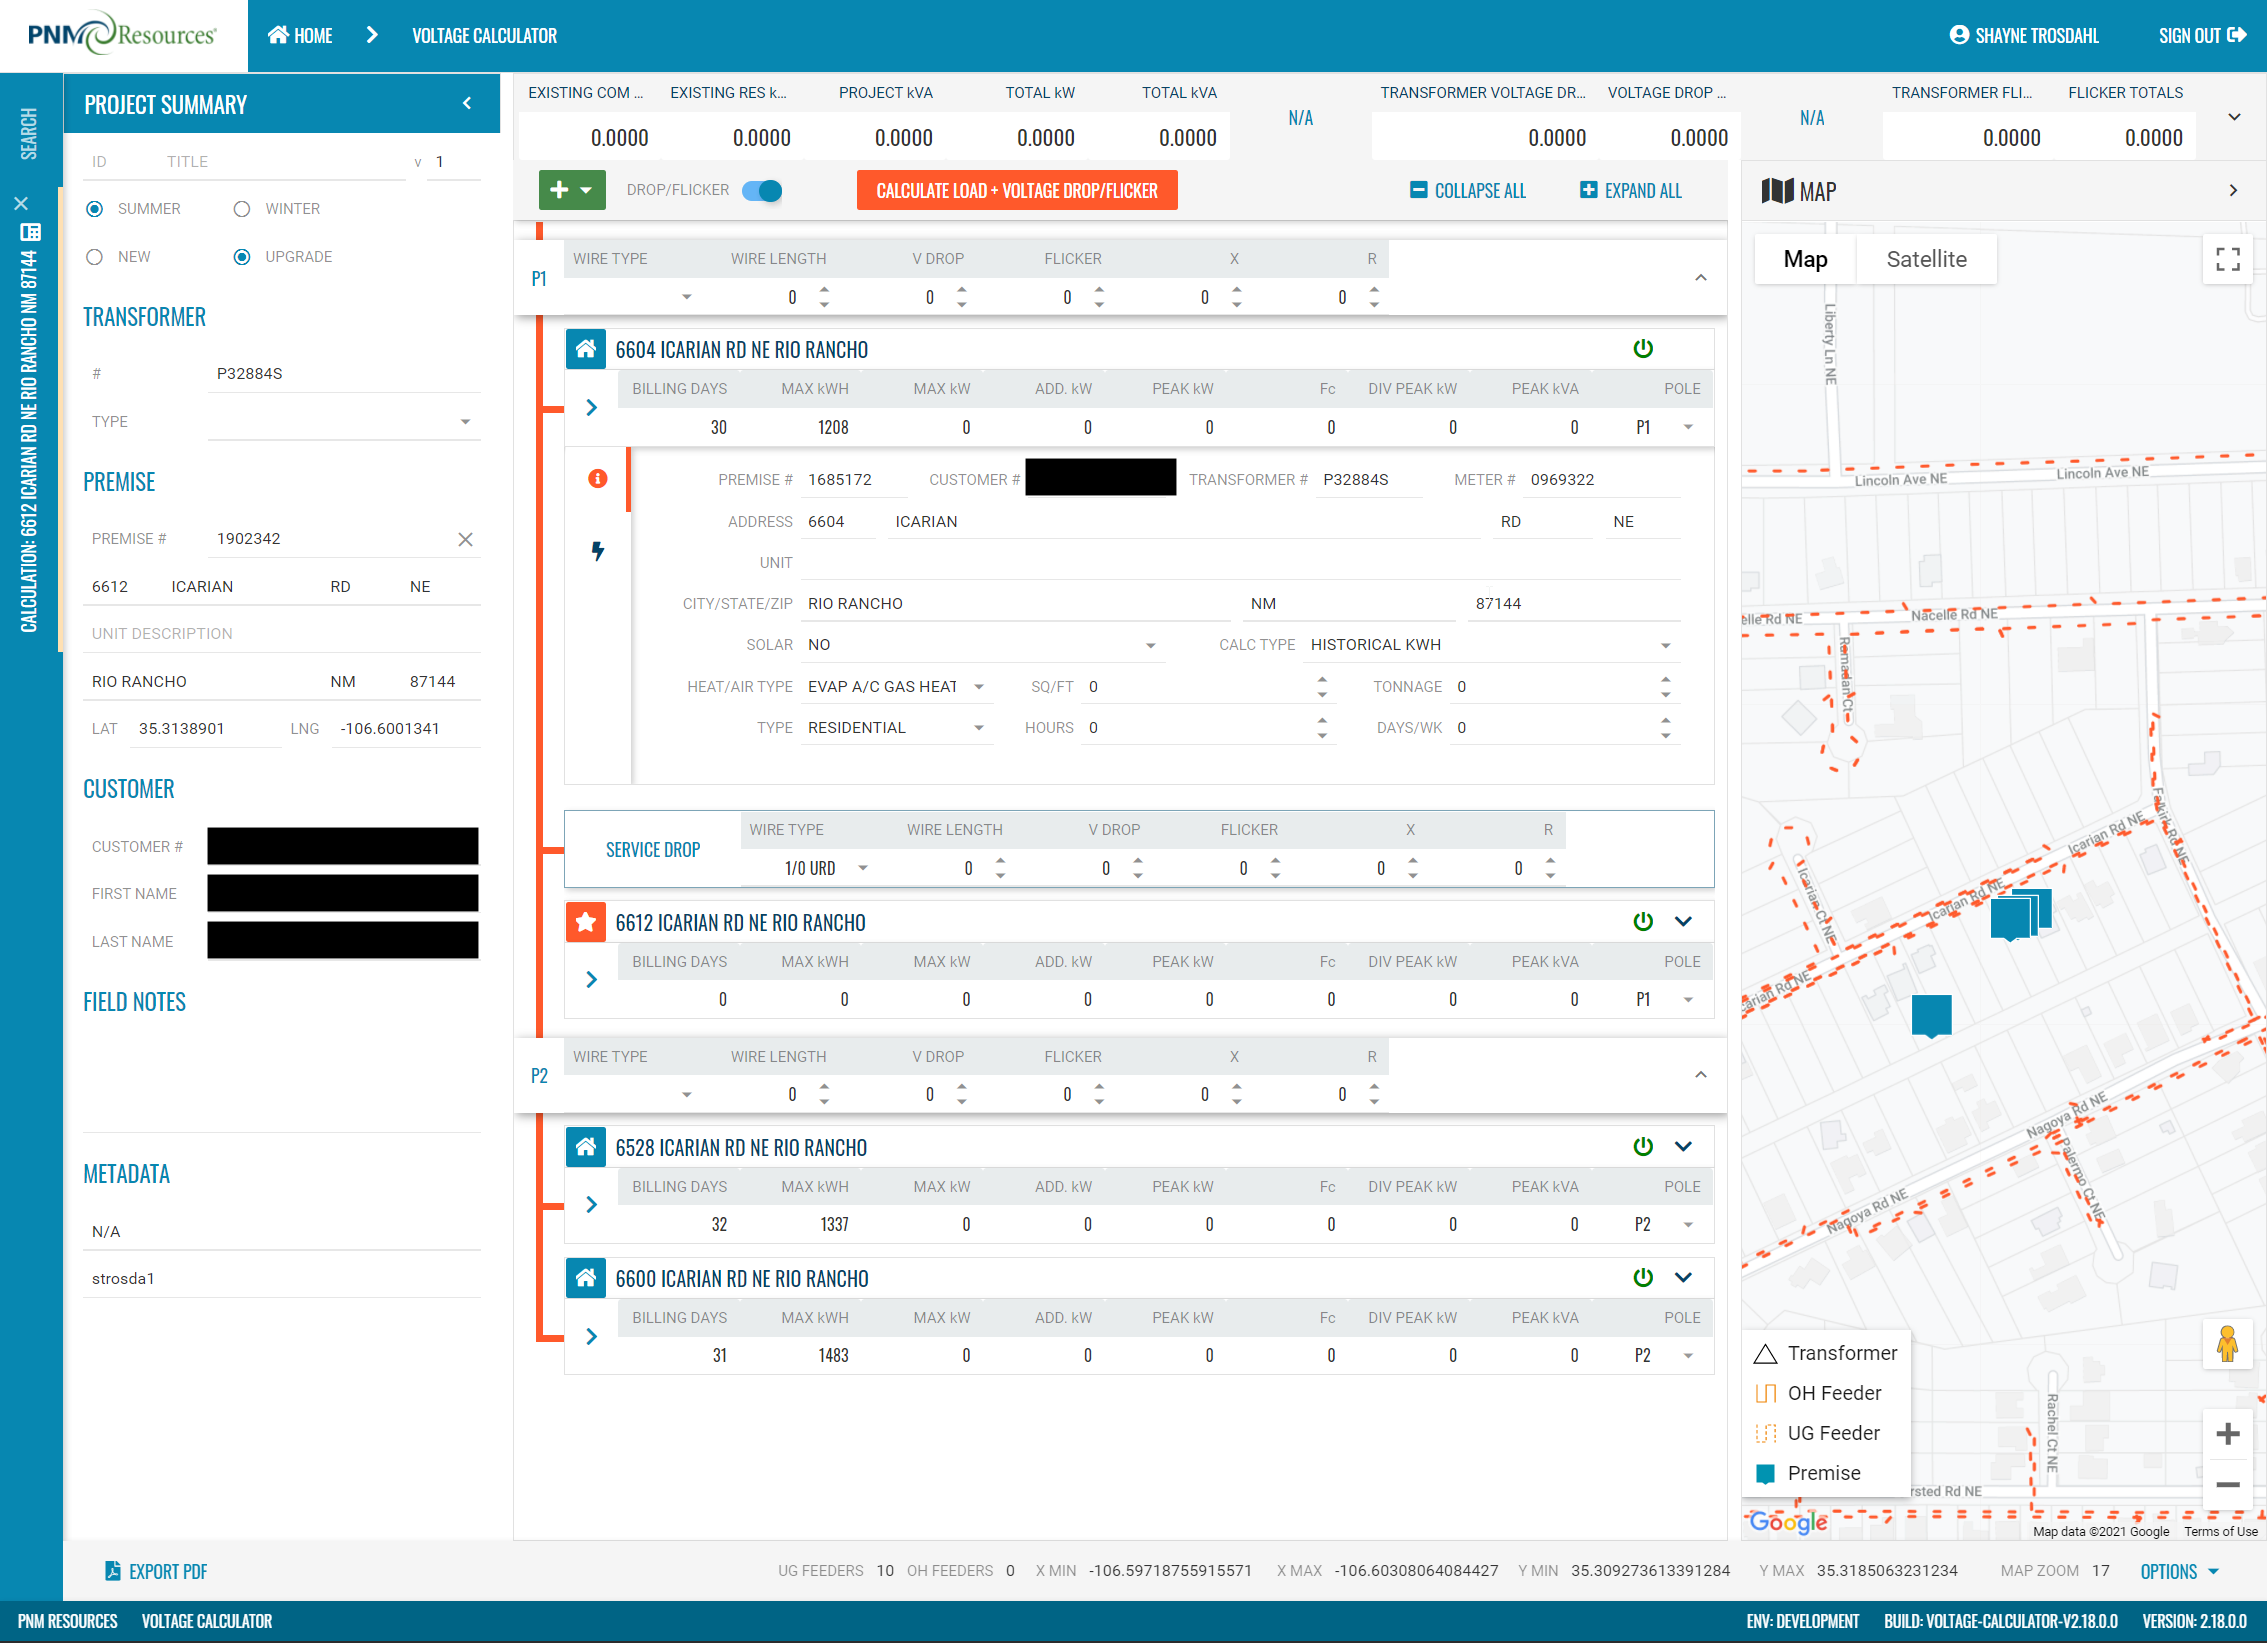 PNM Resources
HOME
VOLTAGE CALCULATOR
SHAYNE TROSDAHL
SIGN OUT
SEARCH
CALCULATION: 6612 ICARIAN RD NE RIO RANCHO NM 87144
PROJECT SUMMARY
ID TITLE v 1
SUMMER WINTER
NEW UPGRADE
TRANSFORMER
# P32884S
TYPE
PREMISE
PREMISE # 1902342
6612 ICARIAN RD NE
UNIT DESCRIPTION
RIO RANCHO NM 87144
LAT 35.3138901 LNG -106.6001341
CUSTOMER
CUSTOMER #
FIRST NAME
LAST NAME
FIELD NOTES
METADATA
N/A
strosda1
EXISTING COM ... EXISTING RES k... PROJECT kVA TOTAL kW TOTAL kVA
0.0000 0.0000 0.0000 0.0000 0.0000
N/A
TRANSFORMER VOLTAGE DR... VOLTAGE DROP ...
0.0000 0.0000
N/A
TRANSFORMER FLI... FLICKER TOTALS
0.0000 0.0000
DROP/FLICKER
CALCULATE LOAD + VOLTAGE DROP/FLICKER
COLLAPSE ALL
EXPAND ALL
P1
WIRE TYPE WIRE LENGTH V DROP FLICKER X R
0 0 0 0 0
6604 ICARIAN RD NE RIO RANCHO
BILLING DAYS MAX kWH MAX kW ADD. kW PEAK kW Fc DIV PEAK kW PEAK kVA POLE
30 1208 0 0 0 0 0 0 P1
PREMISE # 1685172 CUSTOMER # TRANSFORMER # P32884S METER # 0969322
ADDRESS 6604 ICARIAN RD NE
UNIT
CITY/STATE/ZIP RIO RANCHO NM 87144
SOLAR NO CALC TYPE HISTORICAL KWH
HEAT/AIR TYPE EVAP A/C GAS HEAT SQ/FT 0 TONNAGE 0
TYPE RESIDENTIAL HOURS 0 DAYS/WK 0
SERVICE DROP
WIRE TYPE WIRE LENGTH V DROP FLICKER X R
1/0 URD 0 0 0 0 0
6612 ICARIAN RD NE RIO RANCHO
BILLING DAYS MAX kWH MAX kW ADD. kW PEAK kW Fc DIV PEAK kW PEAK kVA POLE
0 0 0 0 0 0 0 0 P1
P2
WIRE TYPE WIRE LENGTH V DROP FLICKER X R
0 0 0 0 0
6528 ICARIAN RD NE RIO RANCHO
BILLING DAYS MAX kWH MAX kW ADD. kW PEAK kW Fc DIV PEAK kW PEAK kVA POLE
32 1337 0 0 0 0 0 0 P2
6600 ICARIAN RD NE RIO RANCHO
BILLING DAYS MAX kWH MAX kW ADD. kW PEAK kW Fc DIV PEAK kW PEAK kVA POLE
31 1483 0 0 0 0 0 0 P2
MAP
Map Satellite
Liberty Ln NE
Lincoln Ave NE
Lincoln Ave NE
elle Rd NE
Nacelle Rd NE
Ramadan Ct
Falkirk Rd NE
Icarian Rd NE
Icarian Rd NE
Icarian Ct NE
carian Rd NE
Nagoya Rd NE
Palermo Ct NE
Nagoya Rd NE
Rachel Ct NE
rsted Rd NE
Transformer
OH Feeder
UG Feeder
Premise
Google
Map data ©2021 Google Terms of Use
EXPORT PDF
UG FEEDERS 10 OH FEEDERS 0 X MIN -106.59718755915571 X MAX -106.60308064084427 Y MIN 35.309273613391284 Y MAX 35.3185063231234 MAP ZOOM 17 OPTIONS
PNM RESOURCES VOLTAGE CALCULATOR
ENV: DEVELOPMENT BUILD: VOLTAGE-CALCULATOR-V2.18.0.0 VERSION: 2.18.0.0